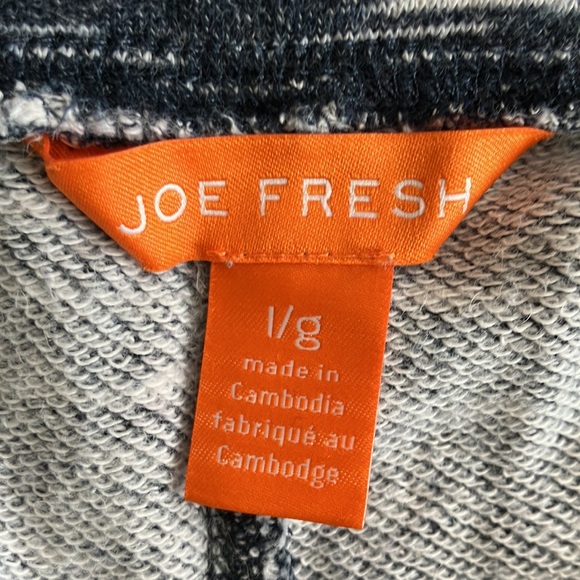 JOE FRESH
l/g
made in
Cambodia
fabriqué au
Cambodge